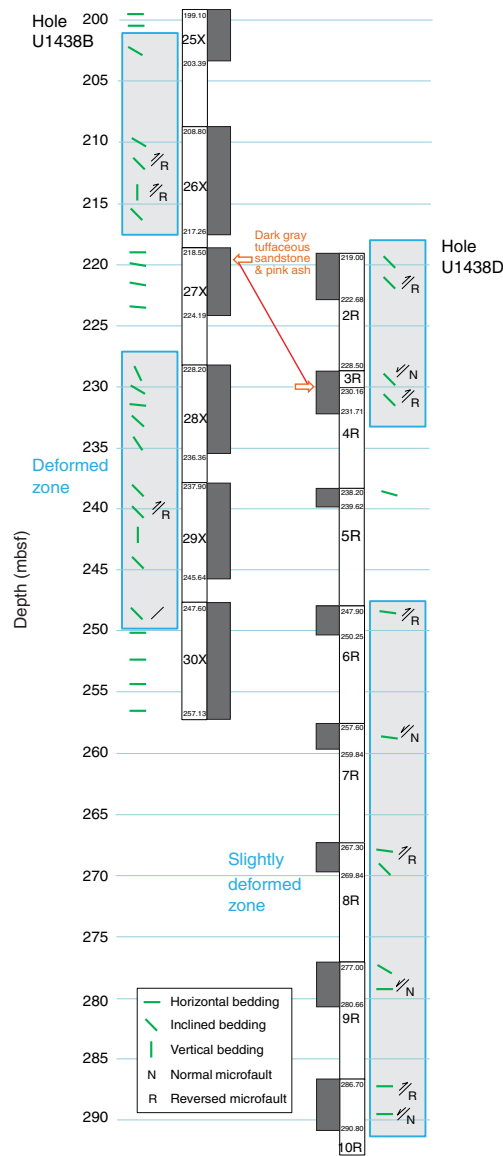 Hole
U1438B
Depth (mbsf)
200
205
210
215
220
225
230
235
240
245
250
255
260
265
270
275
280
285
290
R
R
R
Deformed
zone
199.10
25X
203.39
208.80
26X
217.26
218.50
27X
224.19
228.20
28X
236.36
237.90
29X
245.64
247.60
30X
257.13
Dark gray
tuffaceous
sandstone
& pink ash
Hole
U1438D
219.00
222.68
2R
228.50
3R
230.16
231.71
4R
238.20
239.62
5R
247.90
250.25
6R
257.60
259.84
7R
267.30
269.84
8R
277.00
280.66
9R
286.70
290.80
10R
R
N
R
R
N
R
N
R
N
Slightly
deformed
zone
Horizontal bedding
Inclined bedding
Vertical bedding
N Normal microfault
R Reversed microfault